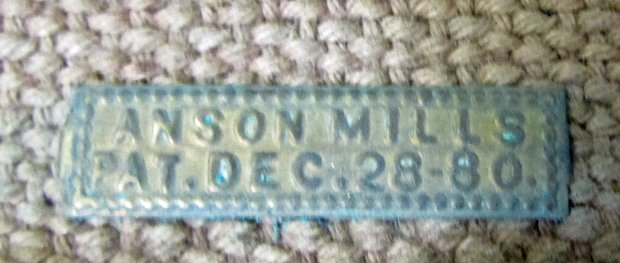 ANSON MILLS
PAT. DEC. 28-80.